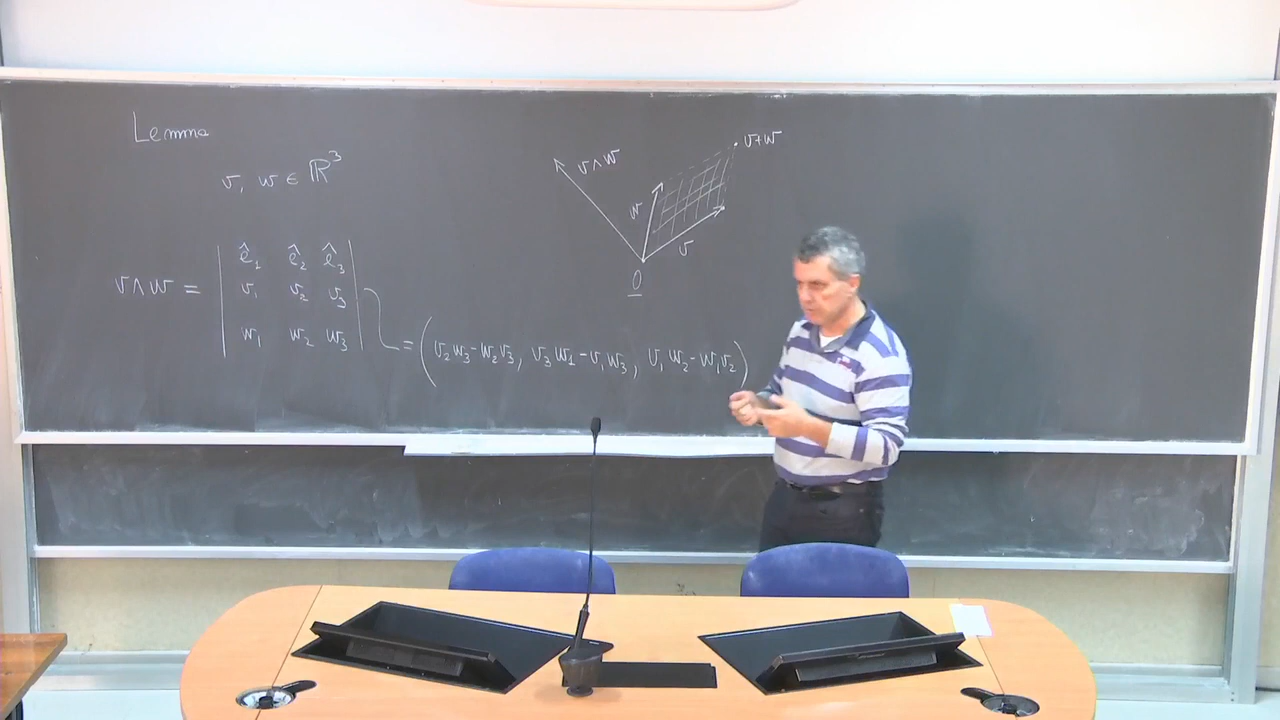 Lemma
v, w ∈ ℝ³
v ∧ w = | ê₁ ê₂ ê₃ |
| v₁ v₂ v₃ |
| w₁ w₂ w₃ |
= (v₂w₃ - w₂v₃, v₃w₁ - v₁w₃, v₁w₂ - w₁v₂)
v ∧ w
v+w
w
v
0